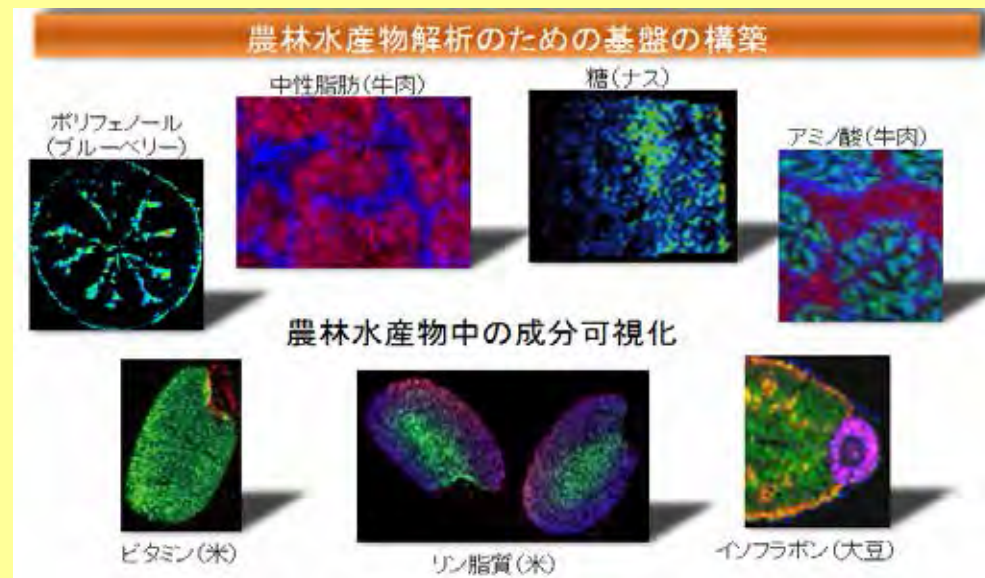 農林水産物解析のための基盤の構築
中性脂肪(牛肉)
糖(ナス)
ポリフェノール
(ブルーベリー)
アミノ酸(牛肉)
農林水産物中の成分可視化
ビタミン(米)
リン脂質(米)
イソフラボン(大豆)